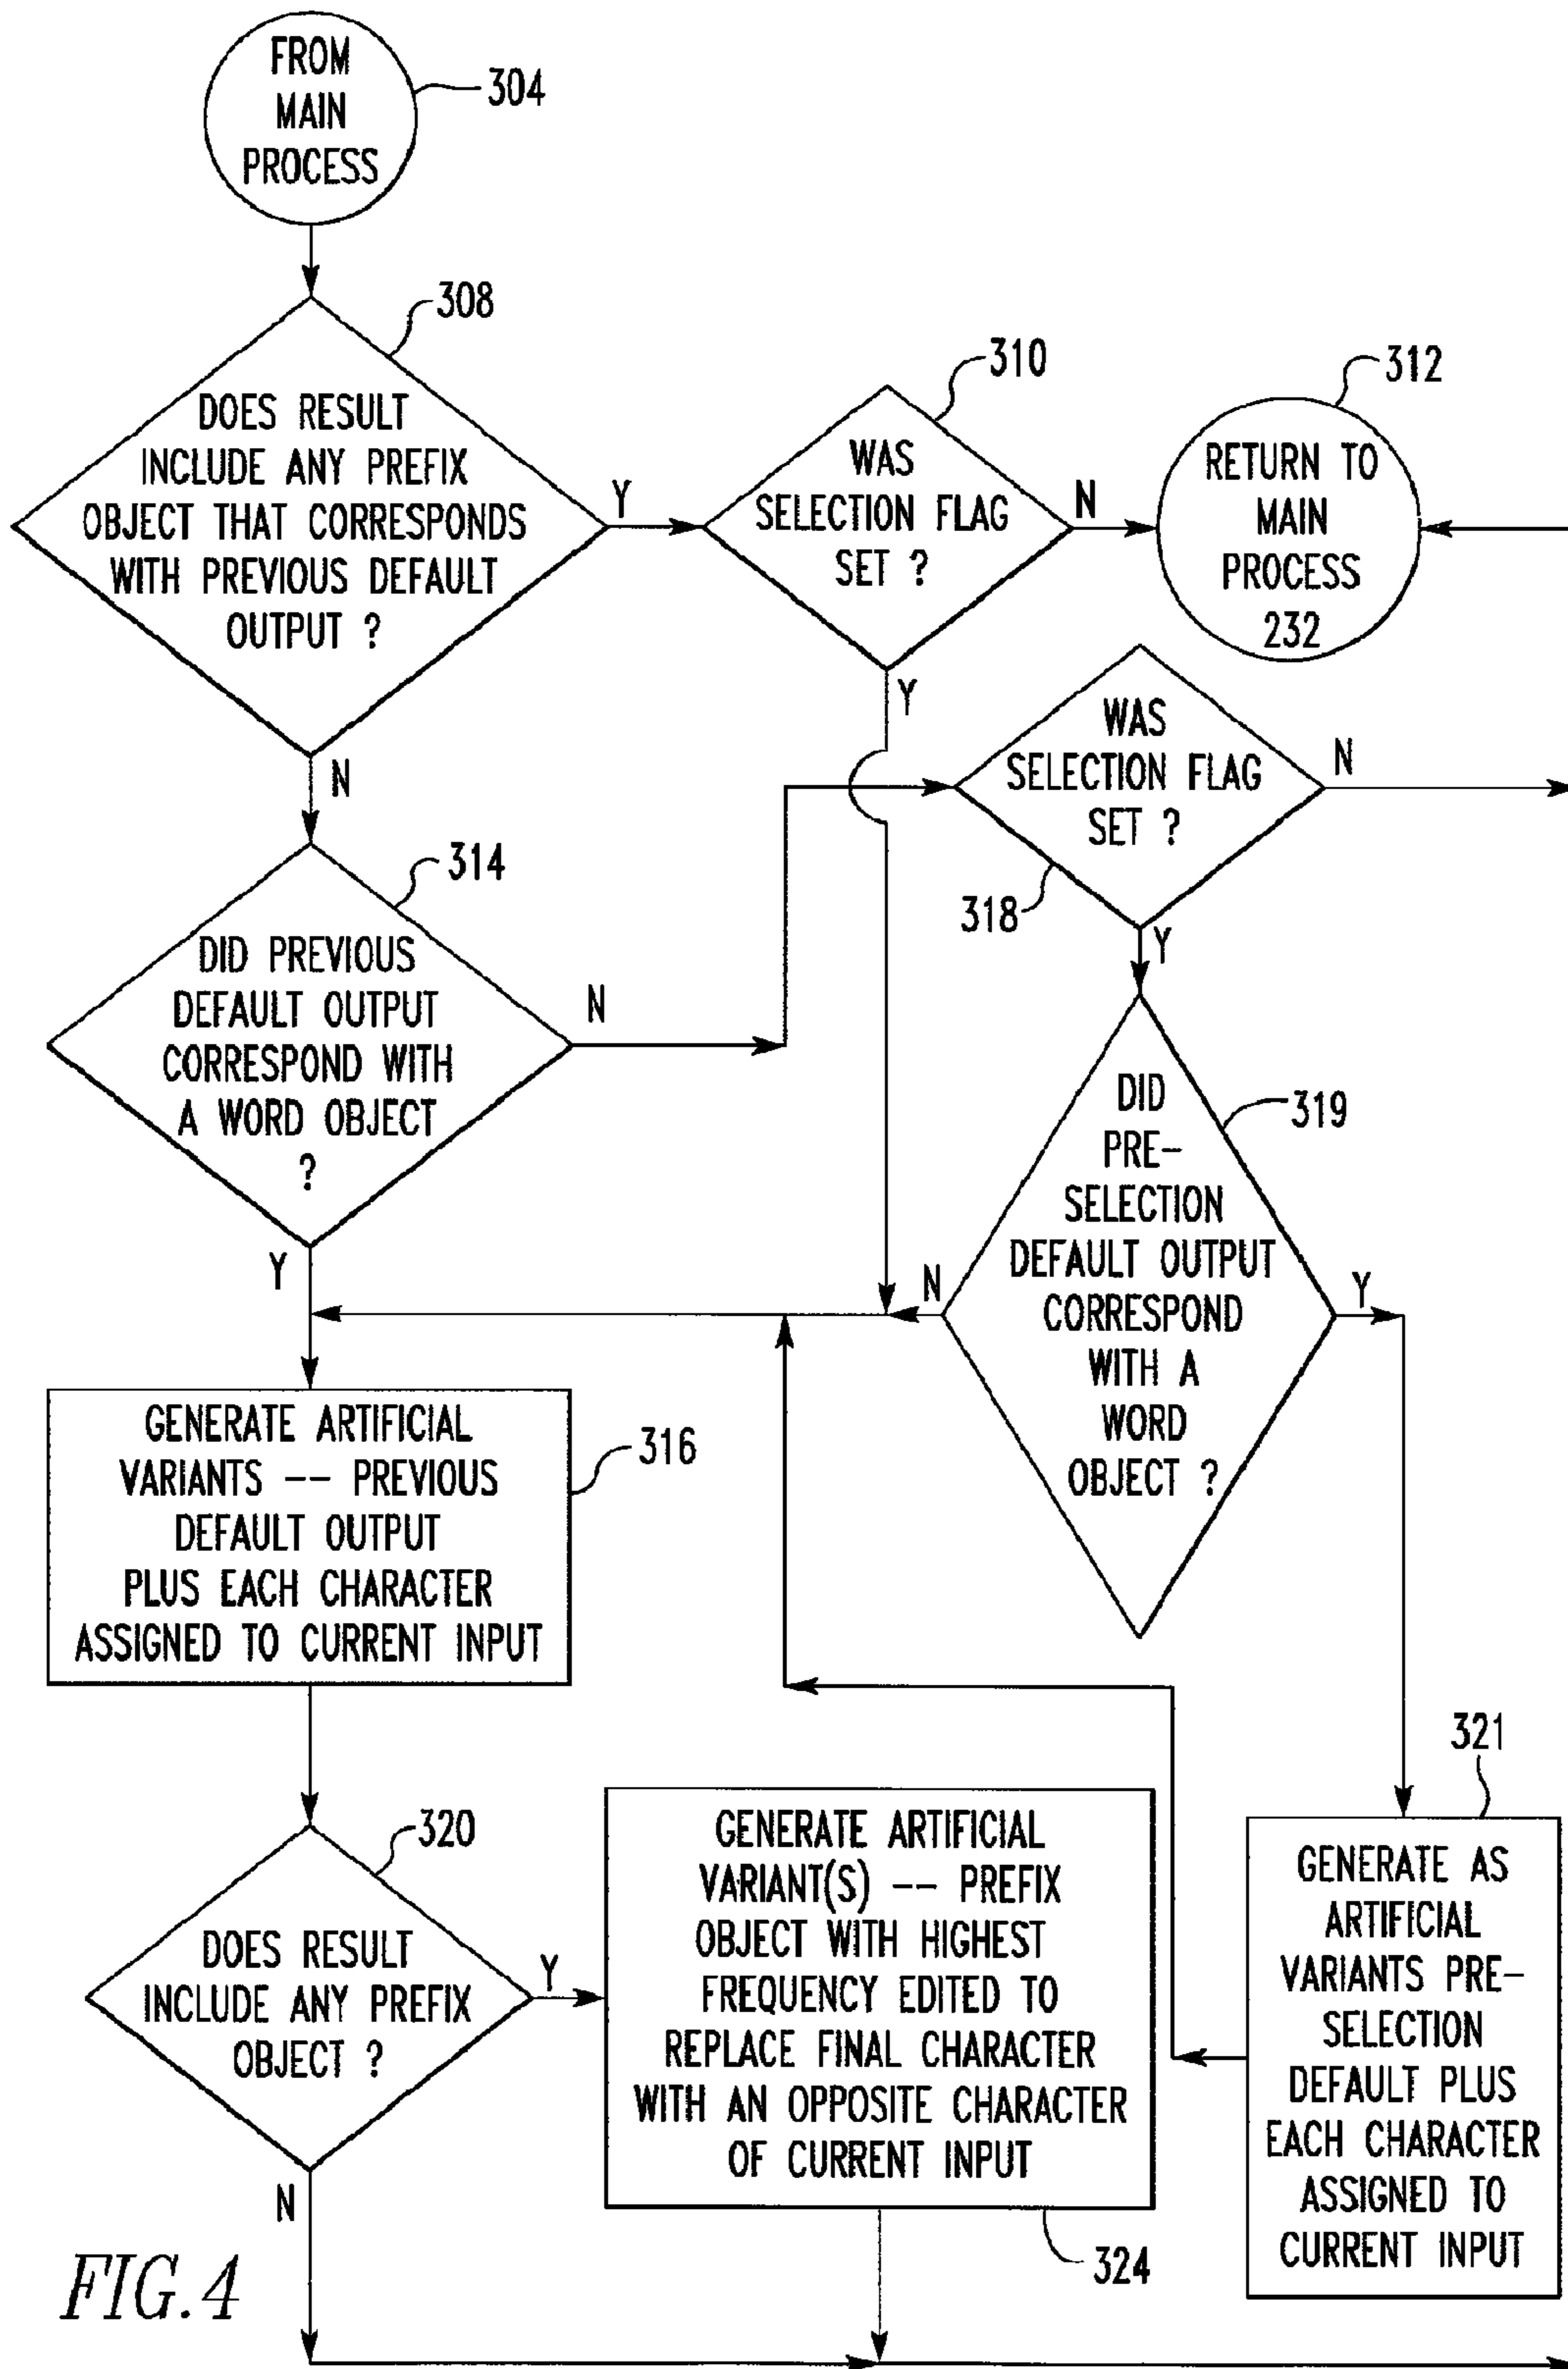 FROM
MAIN
PROCESS
304
308
DOES RESULT
INCLUDE ANY PREFIX
OBJECT THAT CORRESPONDS
WITH PREVIOUS DEFAULT
OUTPUT ?
Y
N
310
WAS
SELECTION FLAG
SET ?
N
Y
312
RETURN TO
MAIN
PROCESS
232
314
DID PREVIOUS
DEFAULT OUTPUT
CORRESPOND WITH
A WORD OBJECT
?
N
Y
WAS
SELECTION FLAG
SET ?
N
318
Y
DID
PRE-
SELECTION
DEFAULT OUTPUT
CORRESPOND
WITH A
WORD
OBJECT ?
319
N
Y
GENERATE ARTIFICIAL
VARIANTS -- PREVIOUS
DEFAULT OUTPUT
PLUS EACH CHARACTER
ASSIGNED TO CURRENT INPUT
316
320
DOES RESULT
INCLUDE ANY PREFIX
OBJECT ?
Y
N
GENERATE ARTIFICIAL
VARIANT(S) -- PREFIX
OBJECT WITH HIGHEST
FREQUENCY EDITED TO
REPLACE FINAL CHARACTER
WITH AN OPPOSITE CHARACTER
OF CURRENT INPUT
324
321
GENERATE AS
ARTIFICIAL
VARIANTS PRE-
SELECTION
DEFAULT PLUS
EACH CHARACTER
ASSIGNED TO
CURRENT INPUT
FIG.4